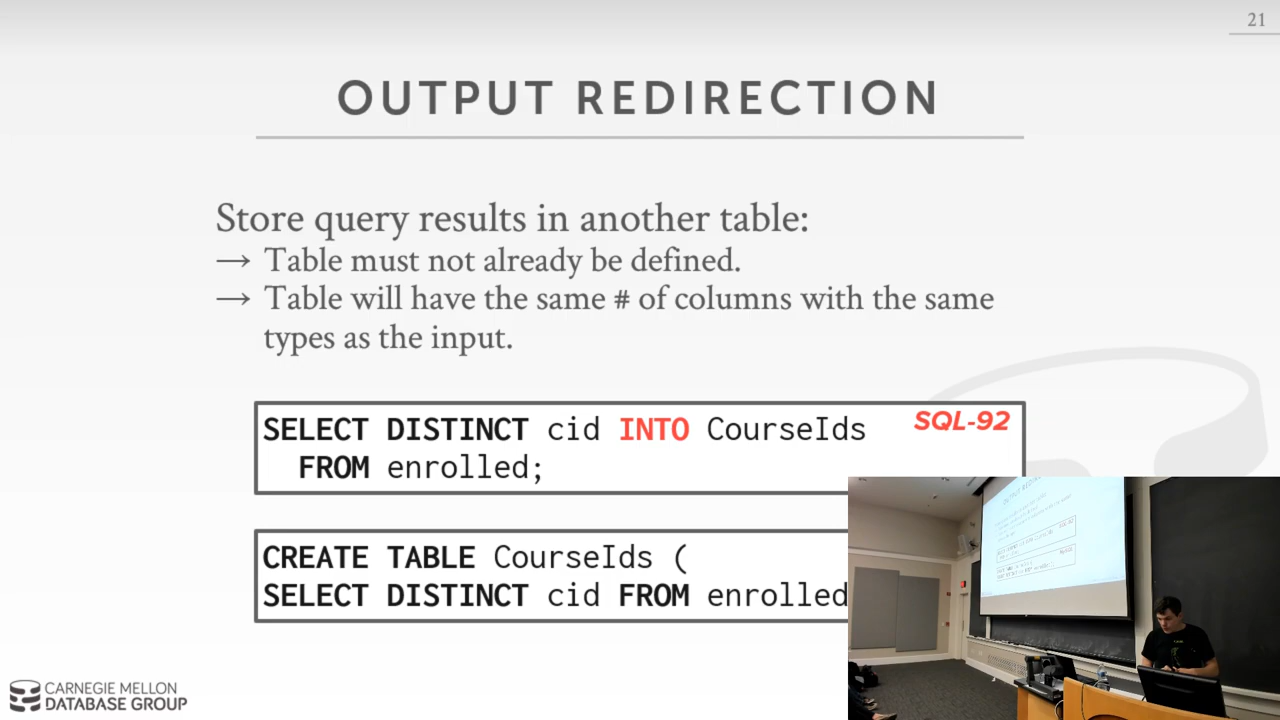 21
OUTPUT REDIRECTION
Store query results in another table:
→ Table must not already be defined.
→ Table will have the same # of columns with the same
types as the input.
SELECT DISTINCT cid INTO CourseIds
SQL-92
FROM enrolled;
CREATE TABLE CourseIds (
SELECT DISTINCT cid FROM enrolled
CARNEGIE MELLON
DATABASE GROUP